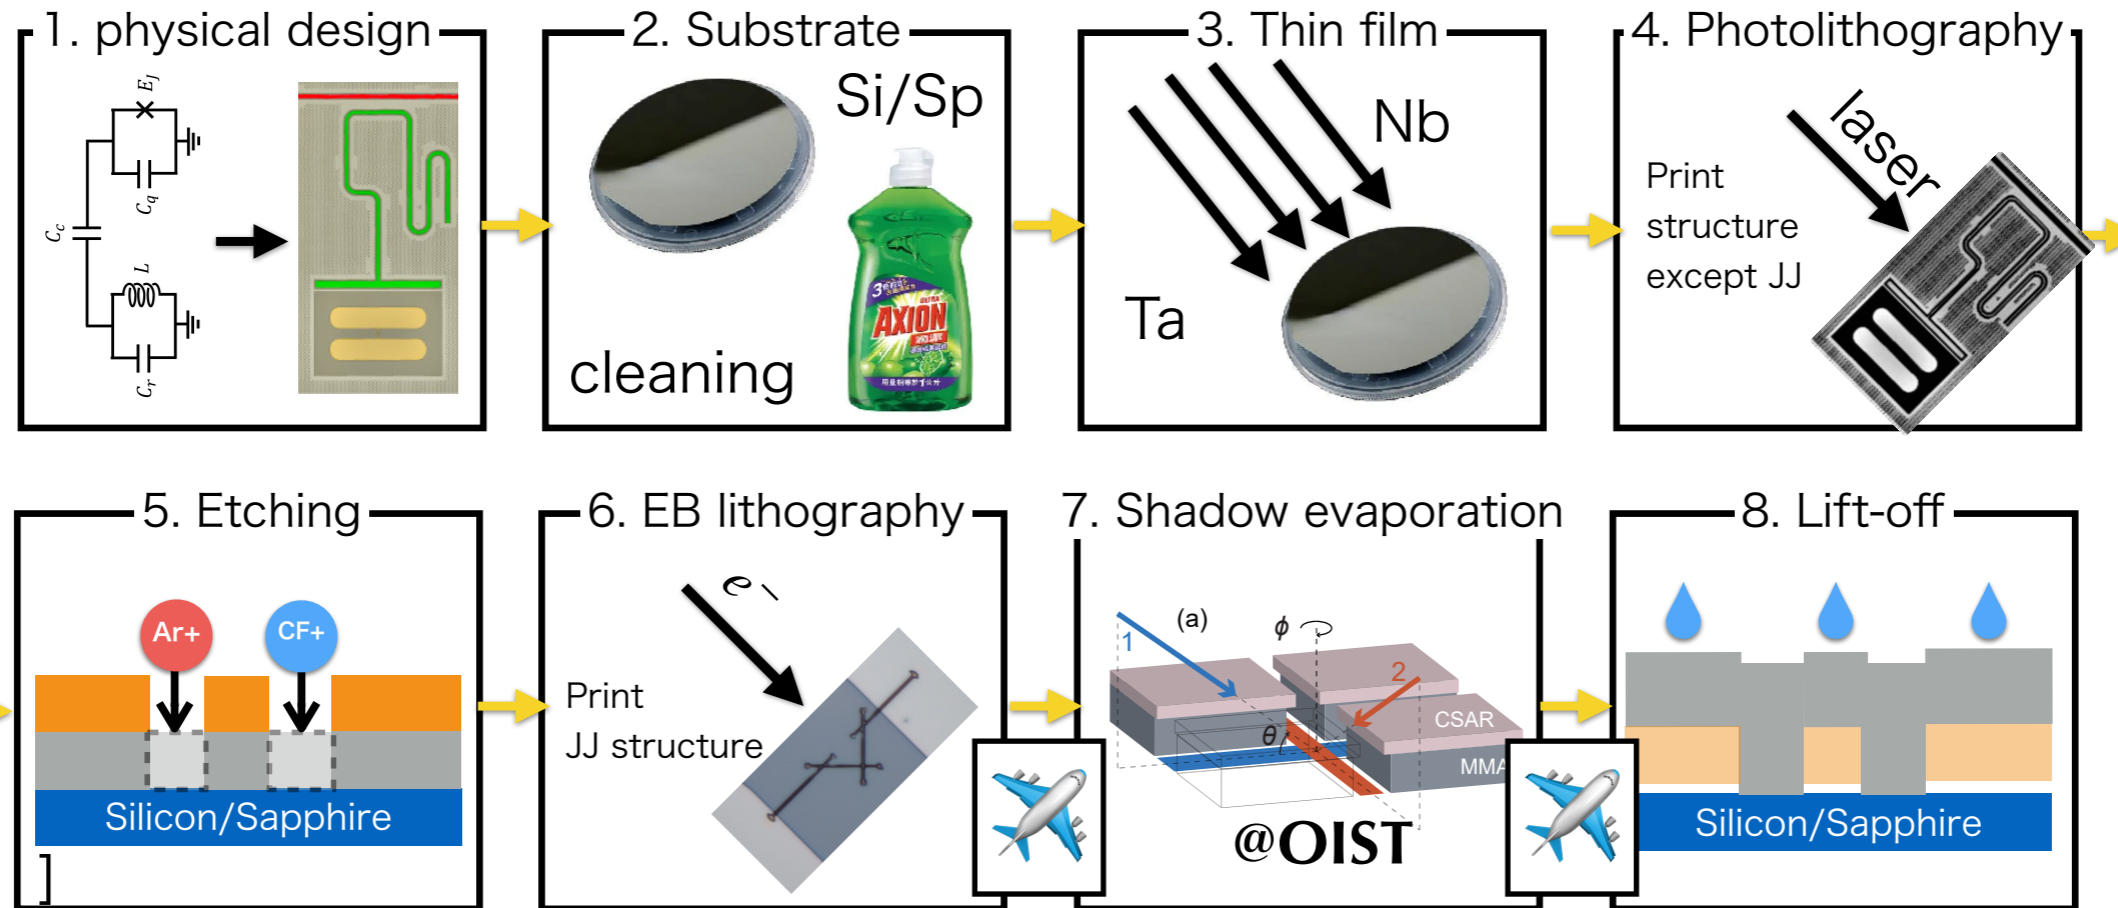 1. physical design
E_J
C_q
C_c
L
C_r
2. Substrate
Si/Sp
cleaning
AXION
3. Thin film
Nb
Ta
4. Photolithography
laser
Print
structure
except JJ
5. Etching
Ar+
CF+
Silicon/Sapphire
]
6. EB lithography
e−
Print
JJ structure
7. Shadow evaporation
(a)
1
ϕ
2
θ
CSAR
MMA
@OIST
8. Lift-off
Silicon/Sapphire